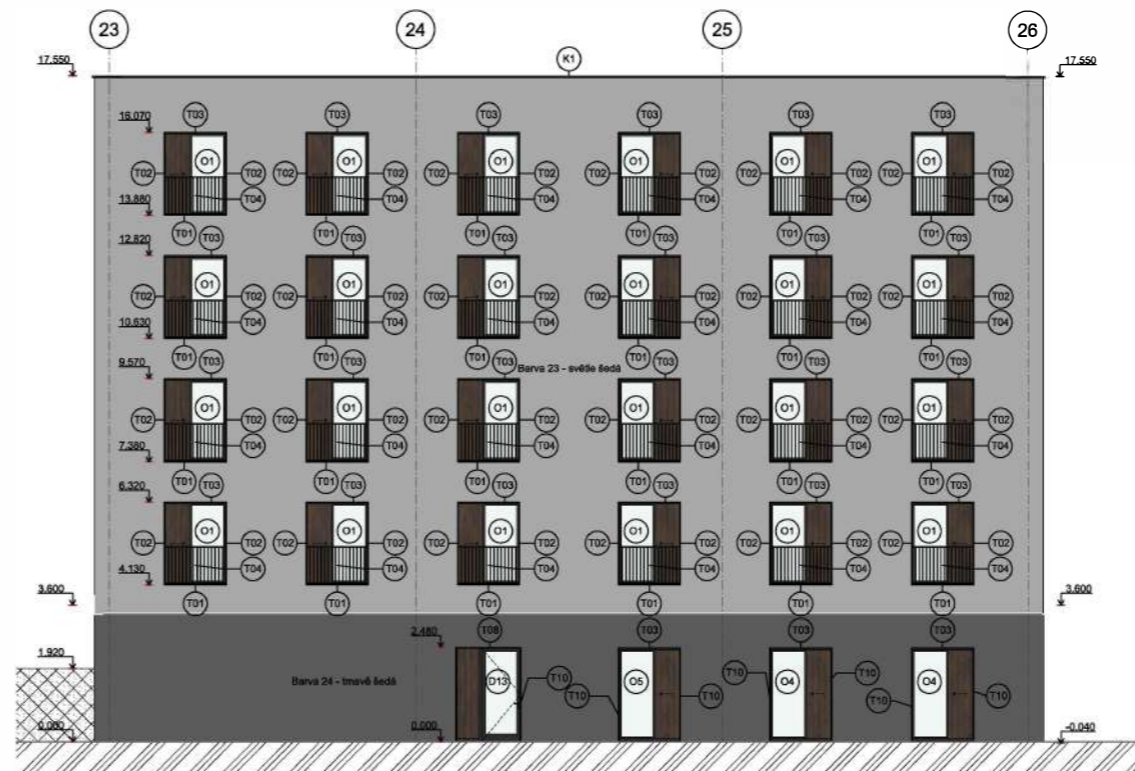 23 24 25 26
K1
17.550 17.550
T03 T03 T03 T03 T03 T03
16.070
O1 O1 O1 O1 O1 O1
T02 T02 T02 T02 T02 T02 T02 T02 T02 T02 T02 T02
T04 T04 T04 T04 T04 T04
13.880
T01 T03 T01 T03 T01 T03 T01 T03 T01 T03 T01 T03
12.820
O1 O1 O1 O1 O1 O1
T02 T02 T02 T02 T02 T02 T02 T02 T02 T02 T02 T02
T04 T04 T04 T04 T04 T04
10.630
T01 T03 T01 T03 T01 T03 T01 T03 T01 T03 T01 T03
9.570
Barva 23 - světle šedá
O1 O1 O1 O1 O1 O1
T02 T02 T02 T02 T02 T02 T02 T02 T02 T02 T02 T02
T04 T04 T04 T04 T04 T04
7.380
T01 T03 T01 T03 T01 T03 T01 T03 T01 T03 T01 T03
6.320
O1 O1 O1 O1 O1 O1
T02 T02 T02 T02 T02 T02 T02 T02 T02 T02 T02 T02
T04 T04 T04 T04 T04 T04
4.130
3.600 3.600
T01 T01 T01 T01 T01 T01
2.480 T08 T03 T03 T03
1.920
Barva 24 - tmavě šedá
D13 T10 O5 T10 T10 O4 T10 O4 T10
T10 T10
0.000 0.000 -0.040